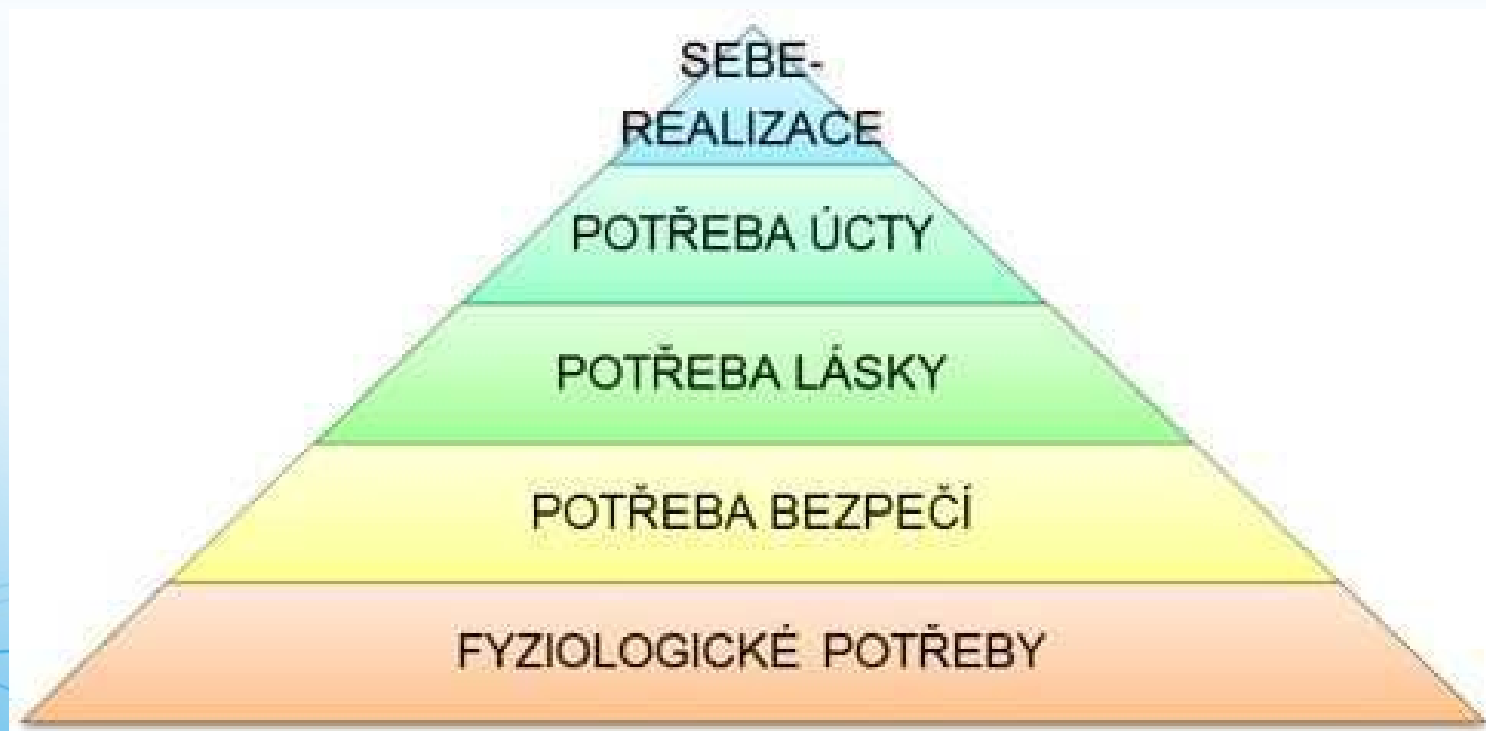 SEBE-
REALIZACE
POTŘEBA ÚCTY
POTŘEBA LÁSKY
POTŘEBA BEZPEČÍ
FYZIOLOGICKÉ POTŘEBY